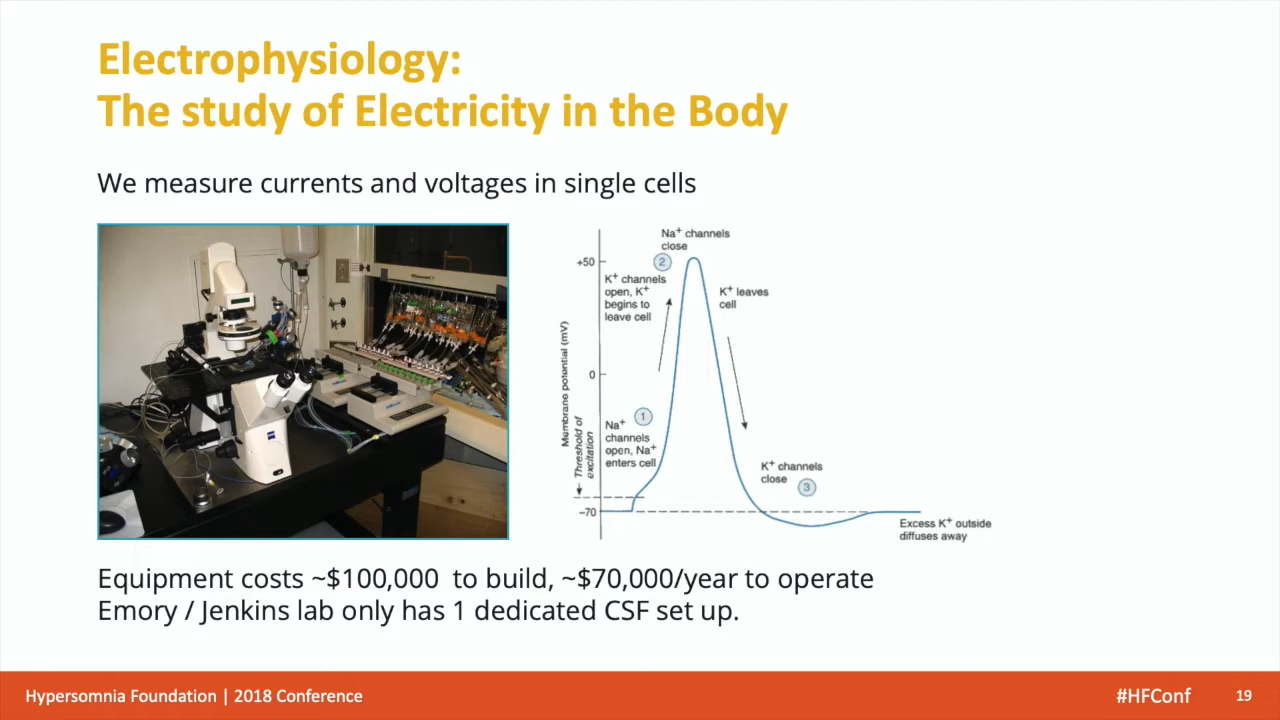 Electrophysiology:
The study of Electricity in the Body
We measure currents and voltages in single cells
Na⁺ channels
close
2
+50
K⁺ channels
open, K⁺
begins to
leave cell
K⁺ leaves
cell
Membrane potential (mV)
0
Threshold of
excitation
1
Na⁺
channels
open, Na⁺
enters cell
K⁺ channels
close
3
−70
Excess K⁺ outside
diffuses away
Equipment costs ~$100,000  to build, ~$70,000/year to operate
Emory / Jenkins lab only has 1 dedicated CSF set up.
Hypersomnia Foundation | 2018 Conference
#HFConf
19